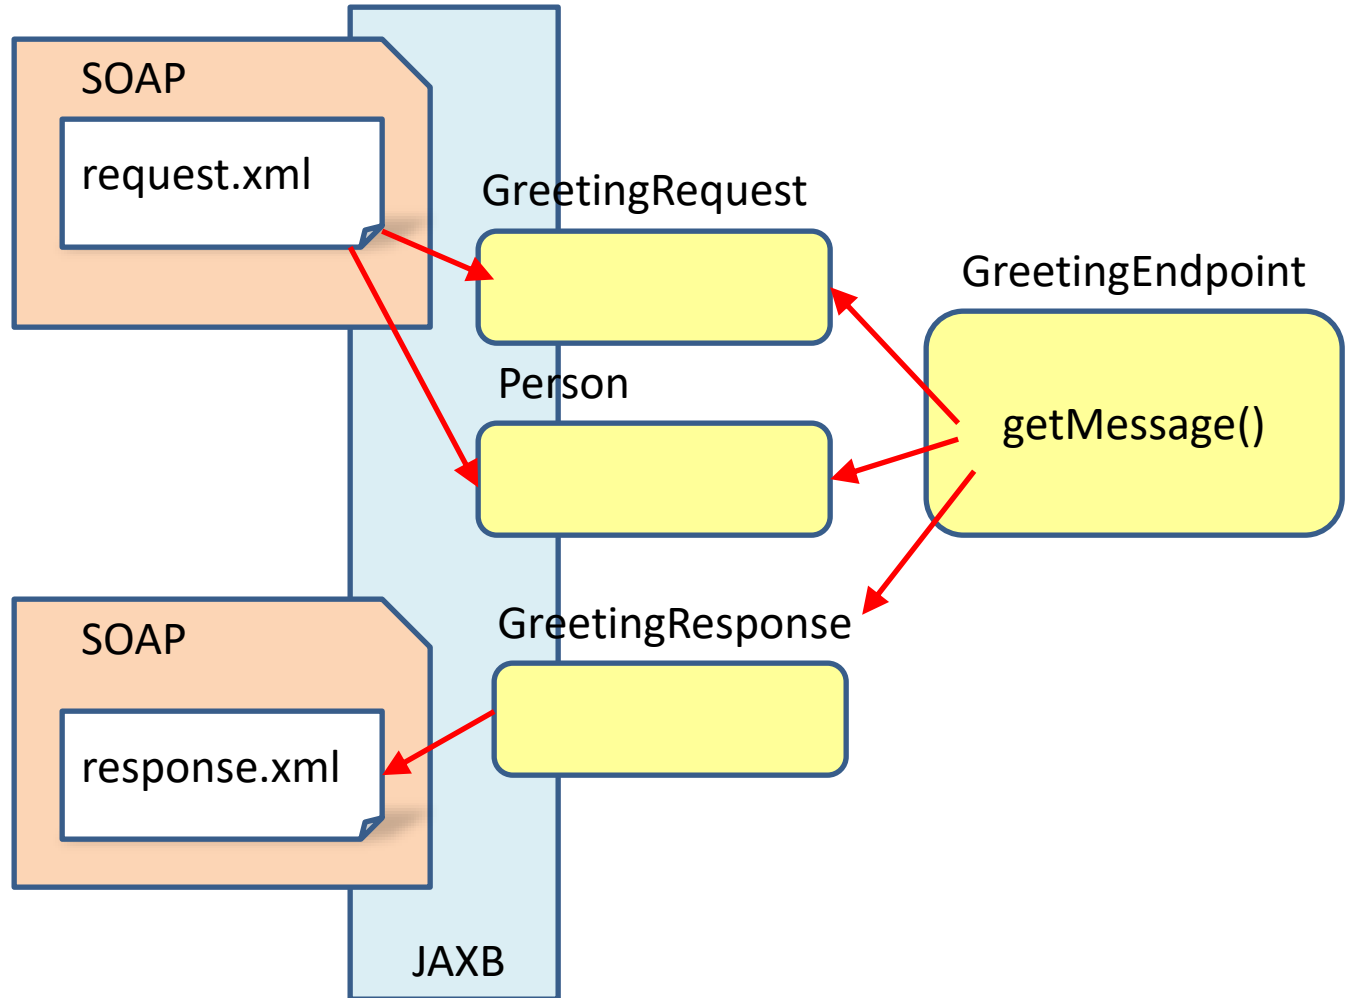 SOAP
request.xml
GreetingRequest
GreetingEndpoint
Person
getMessage()
SOAP
GreetingResponse
response.xml
JAXB